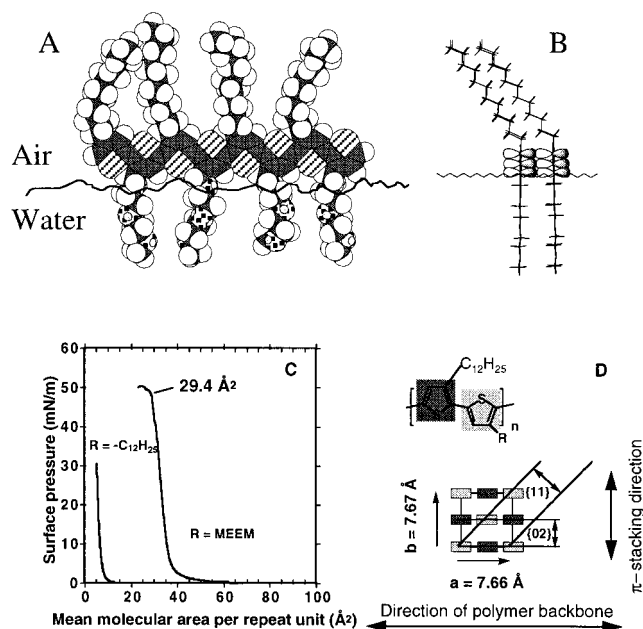 A
B
Air
Water
60
50
40
30
20
10
0
Surface pressure (mN/m)
C
29.4 Å²
R = -C₁₂H₂₅
R = MEEM
0
20
40
60
80
100
Mean molecular area per repeat unit (Å²)
D
C₁₂H₂₅
S
S
n
R
{11}
{02}
b = 7.67 Å
a = 7.66 Å
π– stacking direction
Direction of polymer backbone